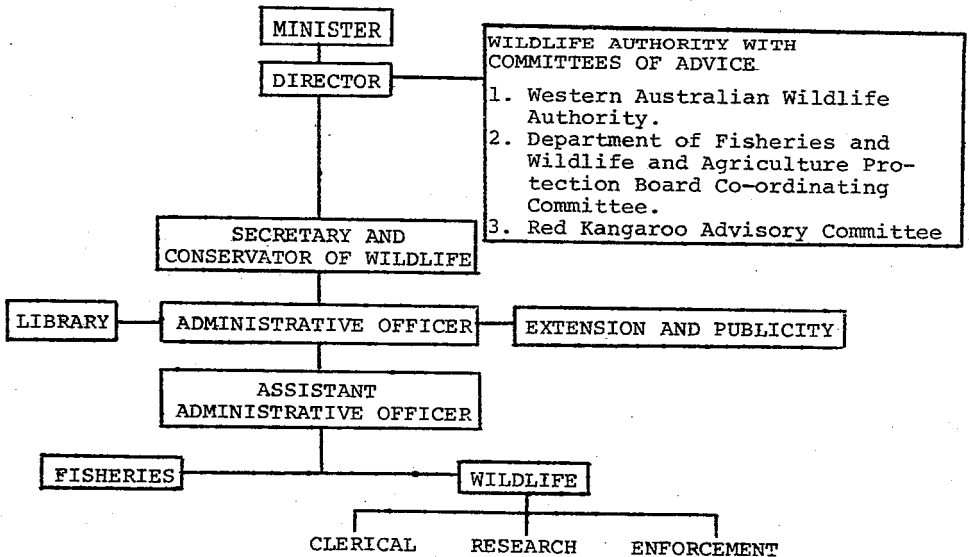 MINISTER
DIRECTOR
WILDLIFE AUTHORITY WITH
COMMITTEES OF ADVICE
1. Western Australian Wildlife
Authority.
2. Department of Fisheries and
Wildlife and Agriculture Pro-
tection Board Co-ordinating
Committee.
3. Red Kangaroo Advisory Committee
SECRETARY AND
CONSERVATOR OF WILDLIFE
LIBRARY
ADMINISTRATIVE OFFICER
EXTENSION AND PUBLICITY
ASSISTANT
ADMINISTRATIVE OFFICER
FISHERIES
WILDLIFE
CLERICAL
RESEARCH
ENFORCEMENT